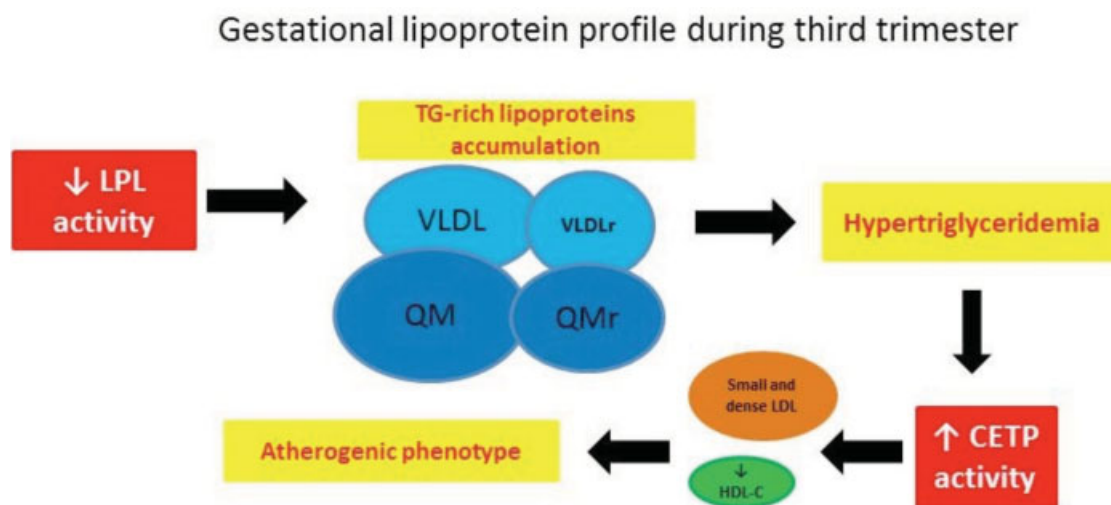 Gestational lipoprotein profile during third trimester
↓ LPL
activity
TG-rich lipoproteins
accumulation
VLDL
VLDLr
QM
QMr
Hypertriglyceridemia
↑ CETP
activity
Small and
dense LDL
↓
HDL-C
Atherogenic phenotype